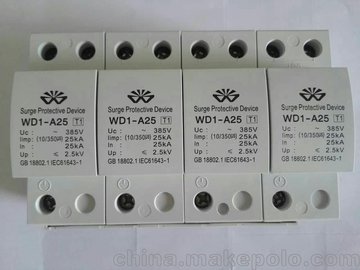 Surge Protective Device
WD1-A25 T1
Uc ~ 385V
Iimp (10/350us) 25kA
In 25kA
Up ≤ 2.5kV
GB 18802.1 IEC61643-1
Surge Protective Device
WD1-A25 T1
Uc ~ 385V
Iimp (10/350us) 25kA
In 25kA
Up ≤ 2.5kV
GB 18802.1 IEC61643-1
Surge Protective Device
WD1-A25 T1
Uc ~ 385V
Iimp (10/350us) 25kA
In 25kA
Up ≤ 2.5kV
GB 18802.1 IEC61643-1
Surge Protective Device
WD1-A25 T1
Uc ~ 385V
Iimp (10/350us) 25kA
In 25kA
Up ≤ 2.5kV
GB 18802.1 IEC61643-1
china.makepolo.com